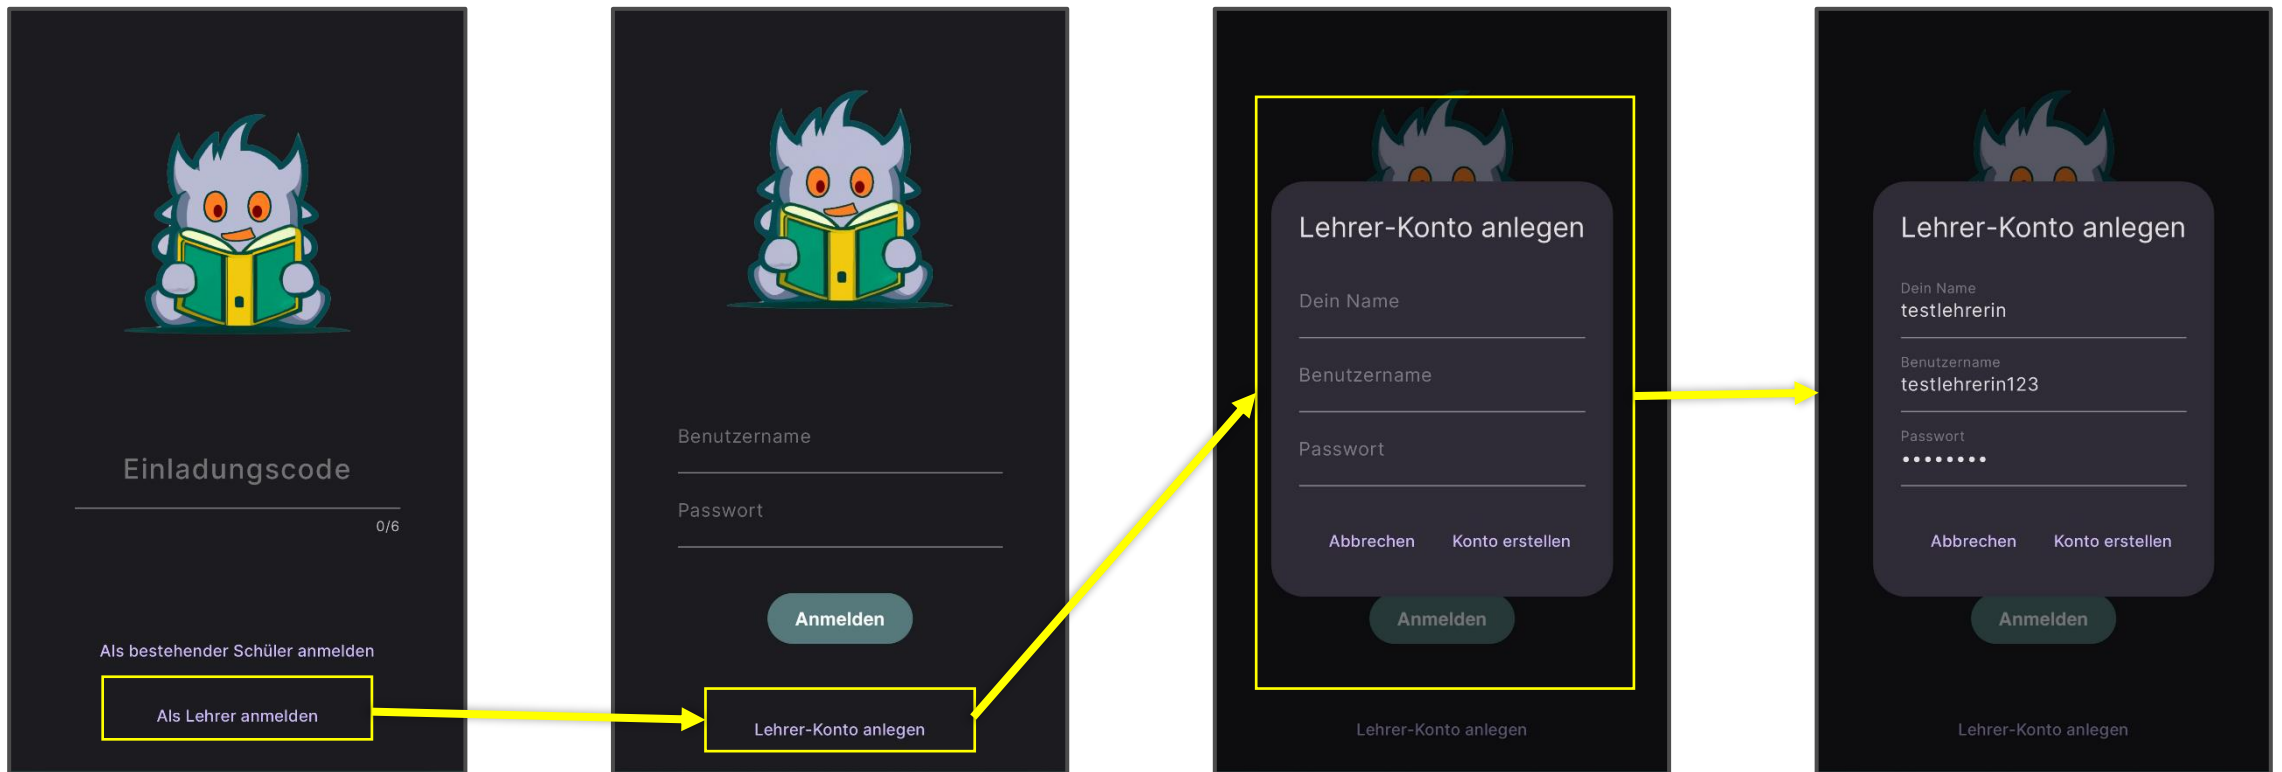 Einladungscode
0/6
Als bestehender Schüler anmelden
Als Lehrer anmelden
Benutzername
Passwort
Anmelden
Lehrer-Konto anlegen
Lehrer-Konto anlegen
Dein Name
Benutzername
Passwort
Abbrechen Konto erstellen
Anmelden
Lehrer-Konto anlegen
Lehrer-Konto anlegen
Dein Name
testlehrerin
Benutzername
testlehrerin123
Passwort
••••••••
Abbrechen Konto erstellen
Anmelden
Lehrer-Konto anlegen